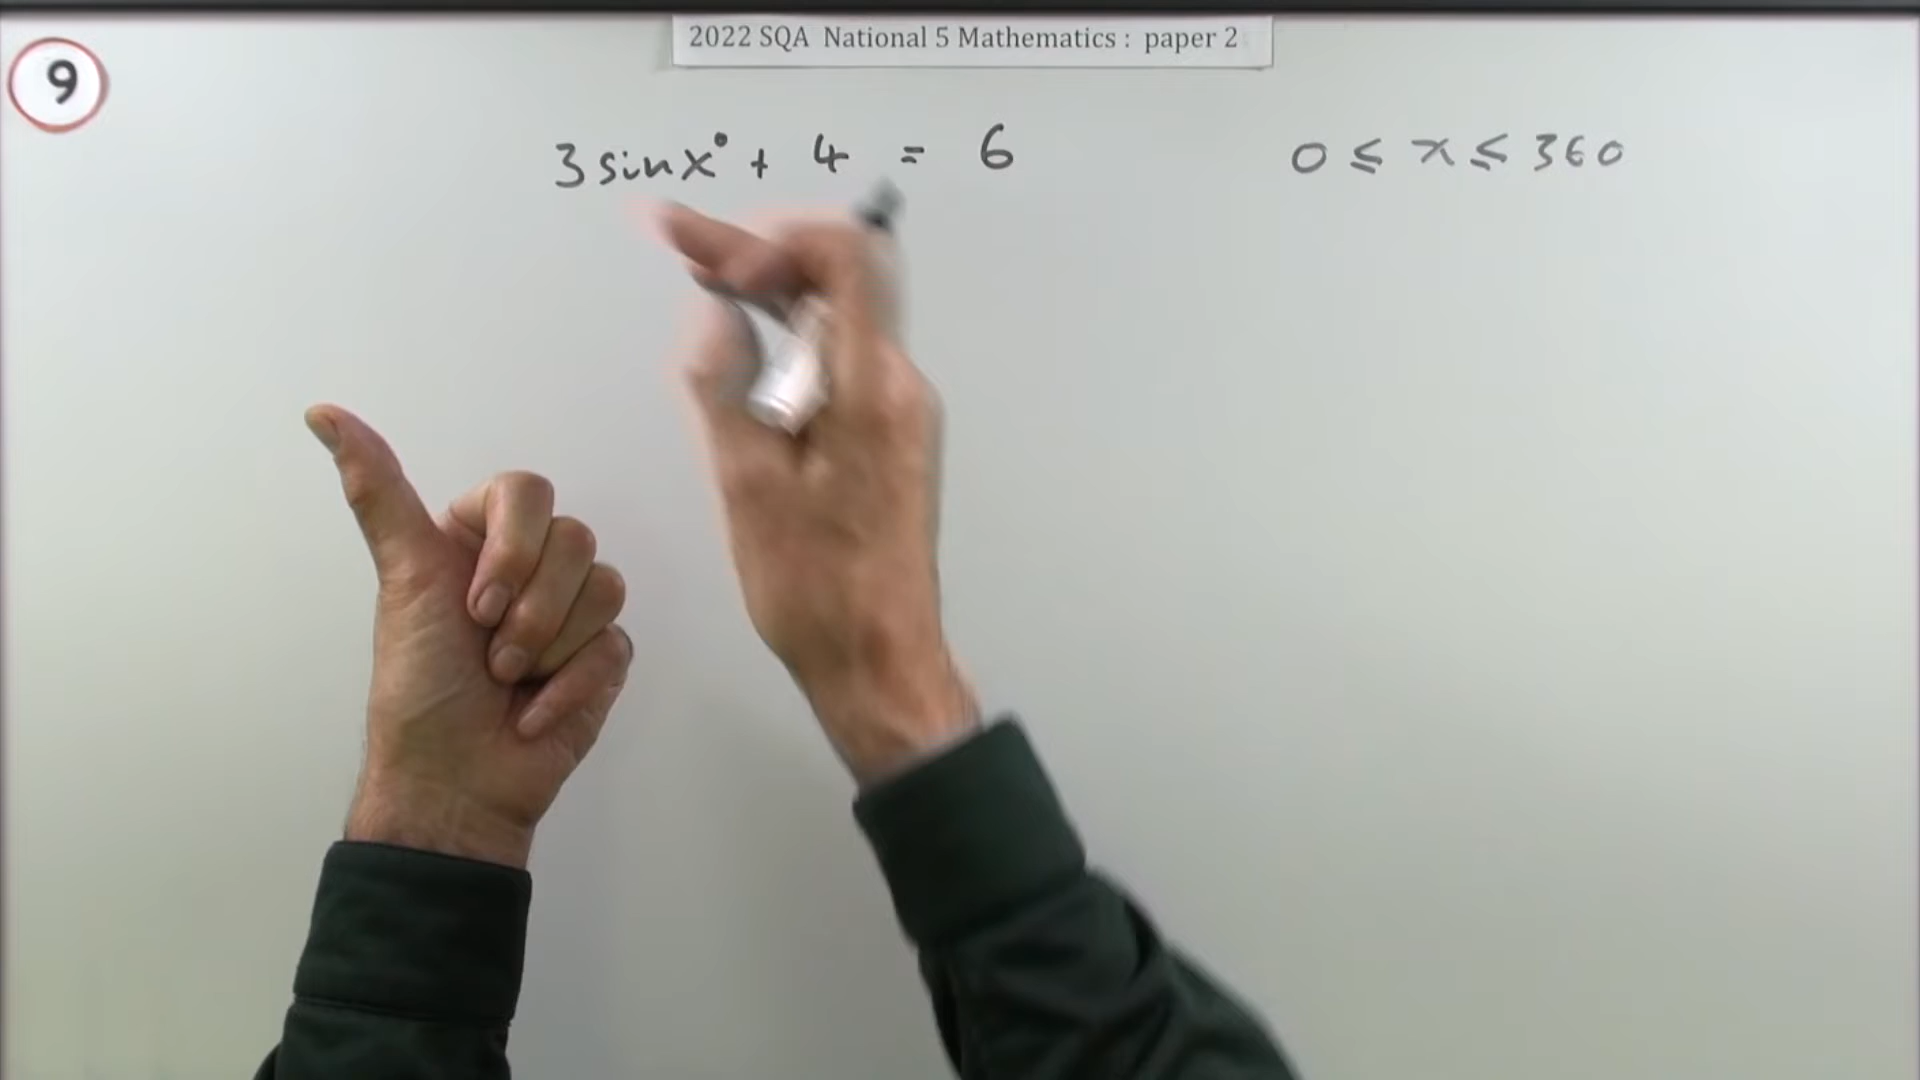 2022 SQA National 5 Mathematics : paper 2
9
3 sin x° + 4 = 6
0 ≤ x ≤ 360